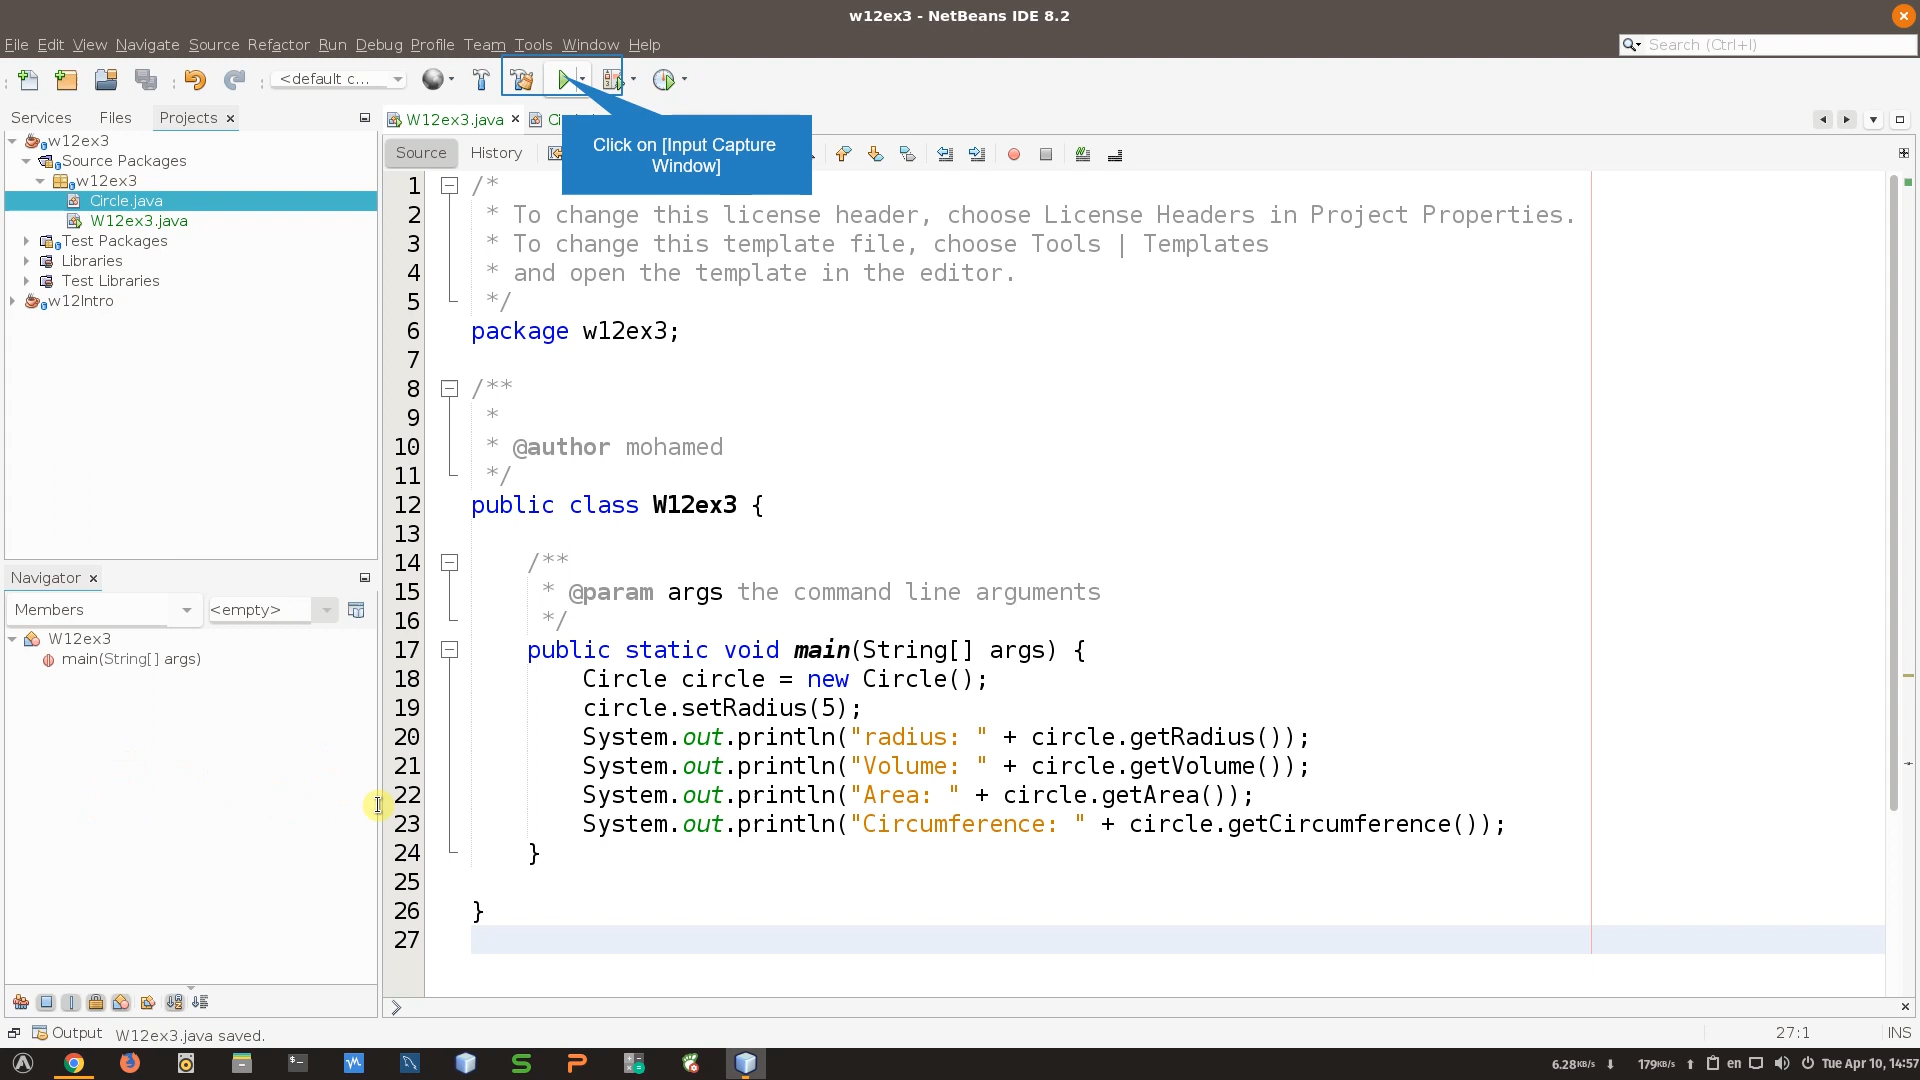 w12ex3 - NetBeans IDE 8.2
File Edit View Navigate Source Refactor Run Debug Profile Team Tools Window Help
Search (Ctrl+I)
<default c...
Services Files Projects
W12ex3.java
Click on [Input Capture
Window]
Source History
w12ex3
Source Packages
w12ex3
Circle.java
W12ex3.java
Test Packages
Libraries
Test Libraries
w12Intro
1 /*
2 * To change this license header, choose License Headers in Project Properties.
3 * To change this template file, choose Tools | Templates
4 * and open the template in the editor.
5 */
6 package w12ex3;
7
8 /**
9 *
10 * @author mohamed
11 */
12 public class W12ex3 {
13
14 /**
15 * @param args the command line arguments
16 */
17 public static void main(String[] args) {
18 Circle circle = new Circle();
19 circle.setRadius(5);
20 System.out.println("radius: " + circle.getRadius());
21 System.out.println("Volume: " + circle.getVolume());
22 System.out.println("Area: " + circle.getArea());
23 System.out.println("Circumference: " + circle.getCircumference());
24 }
25
26 }
27
Navigator
Members <empty>
W12ex3
main(String[] args)
Output W12ex3.java saved.
27:1 INS
6.28KB/s 179KB/s en Tue Apr 10, 14:57